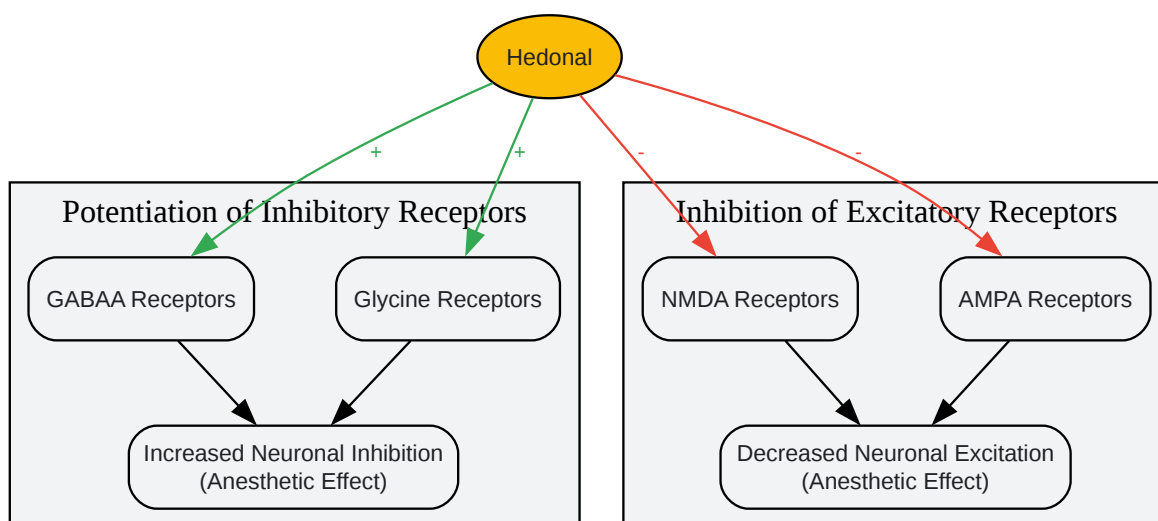 Hedonal
+
+
-
-
Potentiation of Inhibitory Receptors
Inhibition of Excitatory Receptors
GABAA Receptors
Glycine Receptors
NMDA Receptors
AMPA Receptors
Increased Neuronal Inhibition
(Anesthetic Effect)
Decreased Neuronal Excitation
(Anesthetic Effect)